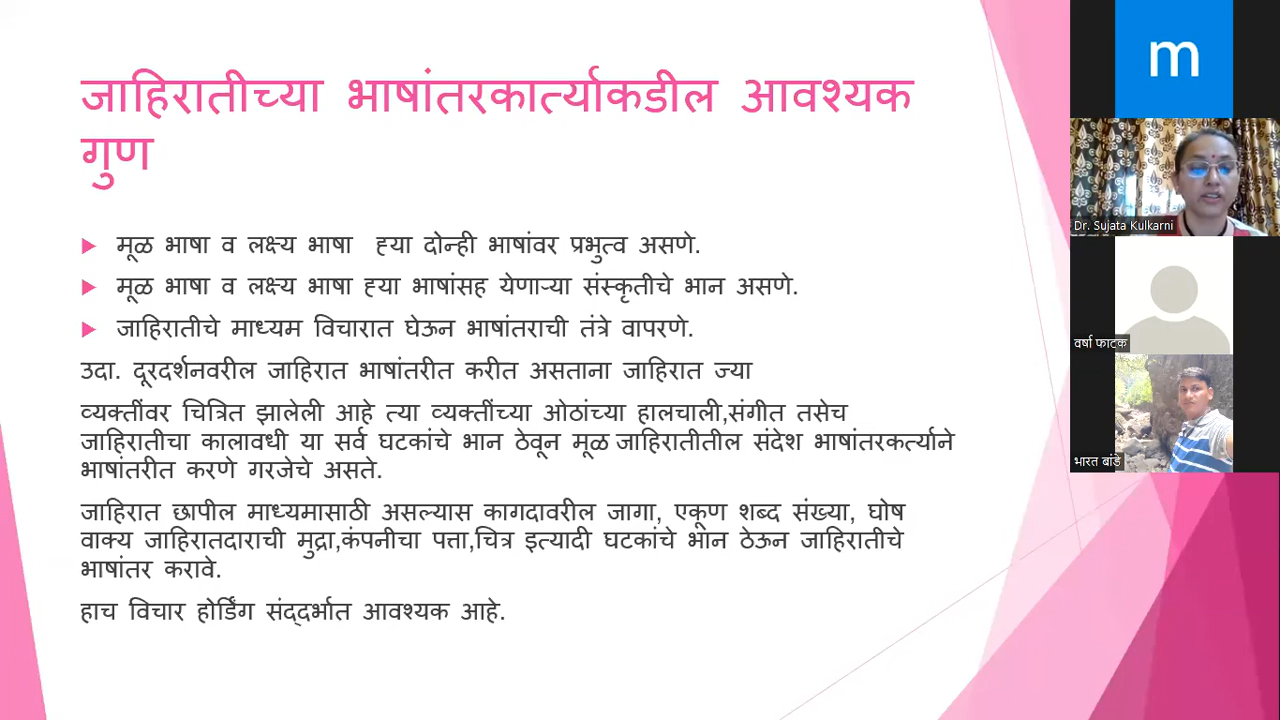 जाहिरातीच्या भाषांतरकार्त्याकडील आवश्यक
गुण
मूळ भाषा व लक्ष्य भाषा ह्या दोन्ही भाषांवर प्रभुत्व असणे.
मूळ भाषा व लक्ष्य भाषा ह्या भाषांसह येणाऱ्या संस्कृतीचे भान असणे.
जाहिरातीचे माध्यम विचारात घेऊन भाषांतराची तंत्रे वापरणे.
उदा. दूरदर्शनवरील जाहिरात भाषांतरीत करीत असताना जाहिरात ज्या
व्यक्तींवर चित्रित झालेली आहे त्या व्यक्तींच्या ओठांच्या हालचाली,संगीत तसेच
जाहिरातीचा कालावधी या सर्व घटकांचे भान ठेवून मूळ जाहिरातीतील संदेश भाषांतरकर्त्याने
भाषांतरीत करणे गरजेचे असते.
जाहिरात छापील माध्यमासाठी असल्यास कागदावरील जागा, एकूण शब्द संख्या, घोष
वाक्य जाहिरातदाराची मुद्रा,कंपनीचा पत्ता,चित्र इत्यादी घटकांचे भान ठेऊन जाहिरातीचे
भाषांतर करावे.
हाच विचार होर्डिंग संद्दर्भात आवश्यक आहे.
m
Dr. Sujata Kulkarni
वर्षा फाटक
भारत बांडे